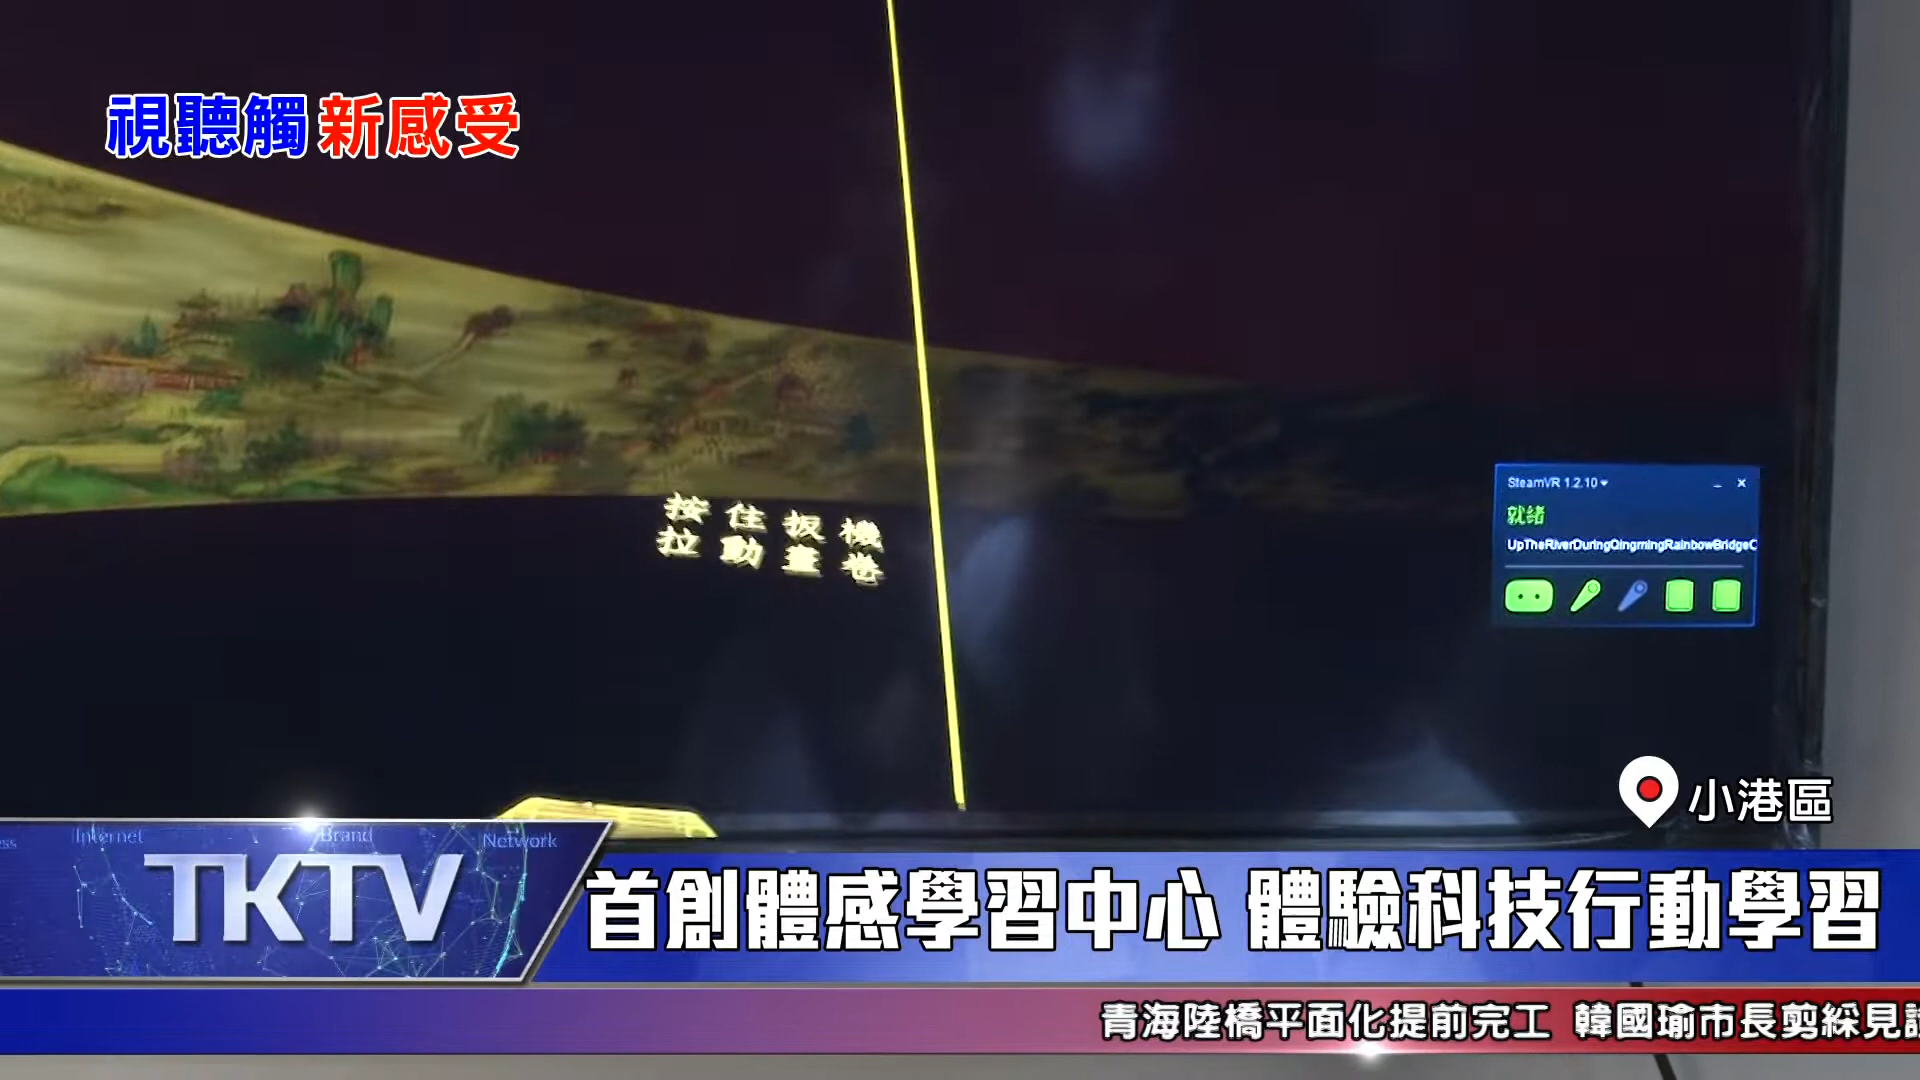 視聽觸新感受
按住扳機
拉動畫卷
SteamVR 1.2.10
就緒
UpTheRiverDuringQingmingRainbowBridgeC
小港區
Internet
Brand
Network
TKTV
首創體感學習中心 體驗科技行動學習
青海陸橋平面化提前完工 韓國瑜市長剪綵見